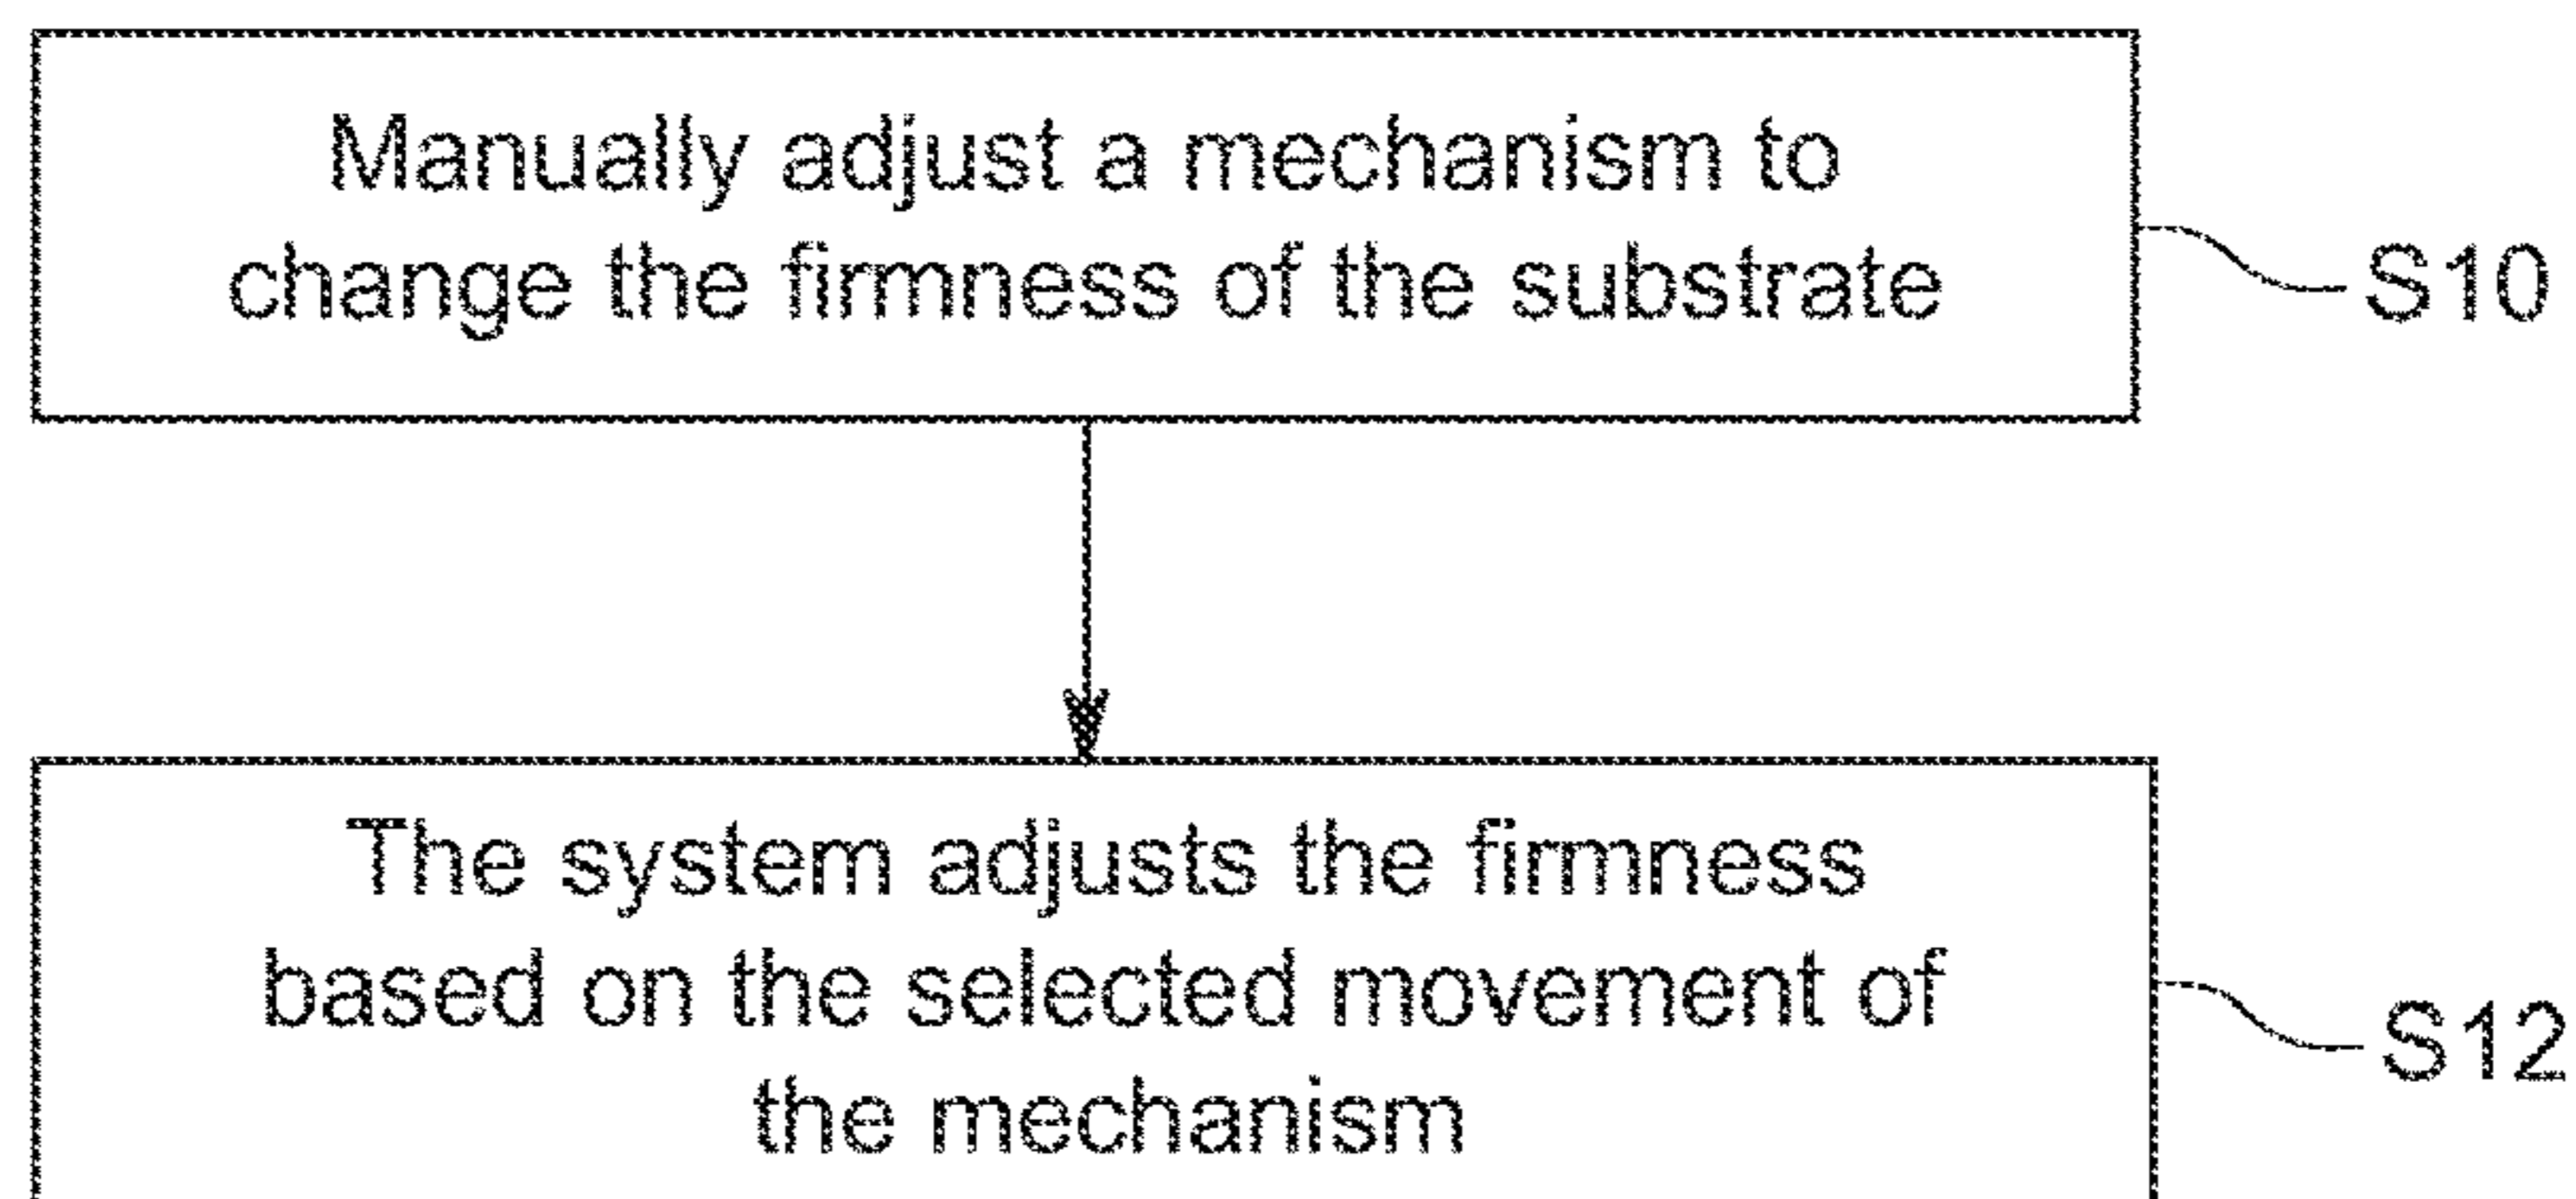 Manually adjust a mechanism to
change the firmness of the substrate
S10
The system adjusts the firmness
based on the selected movement of
the mechanism
S12